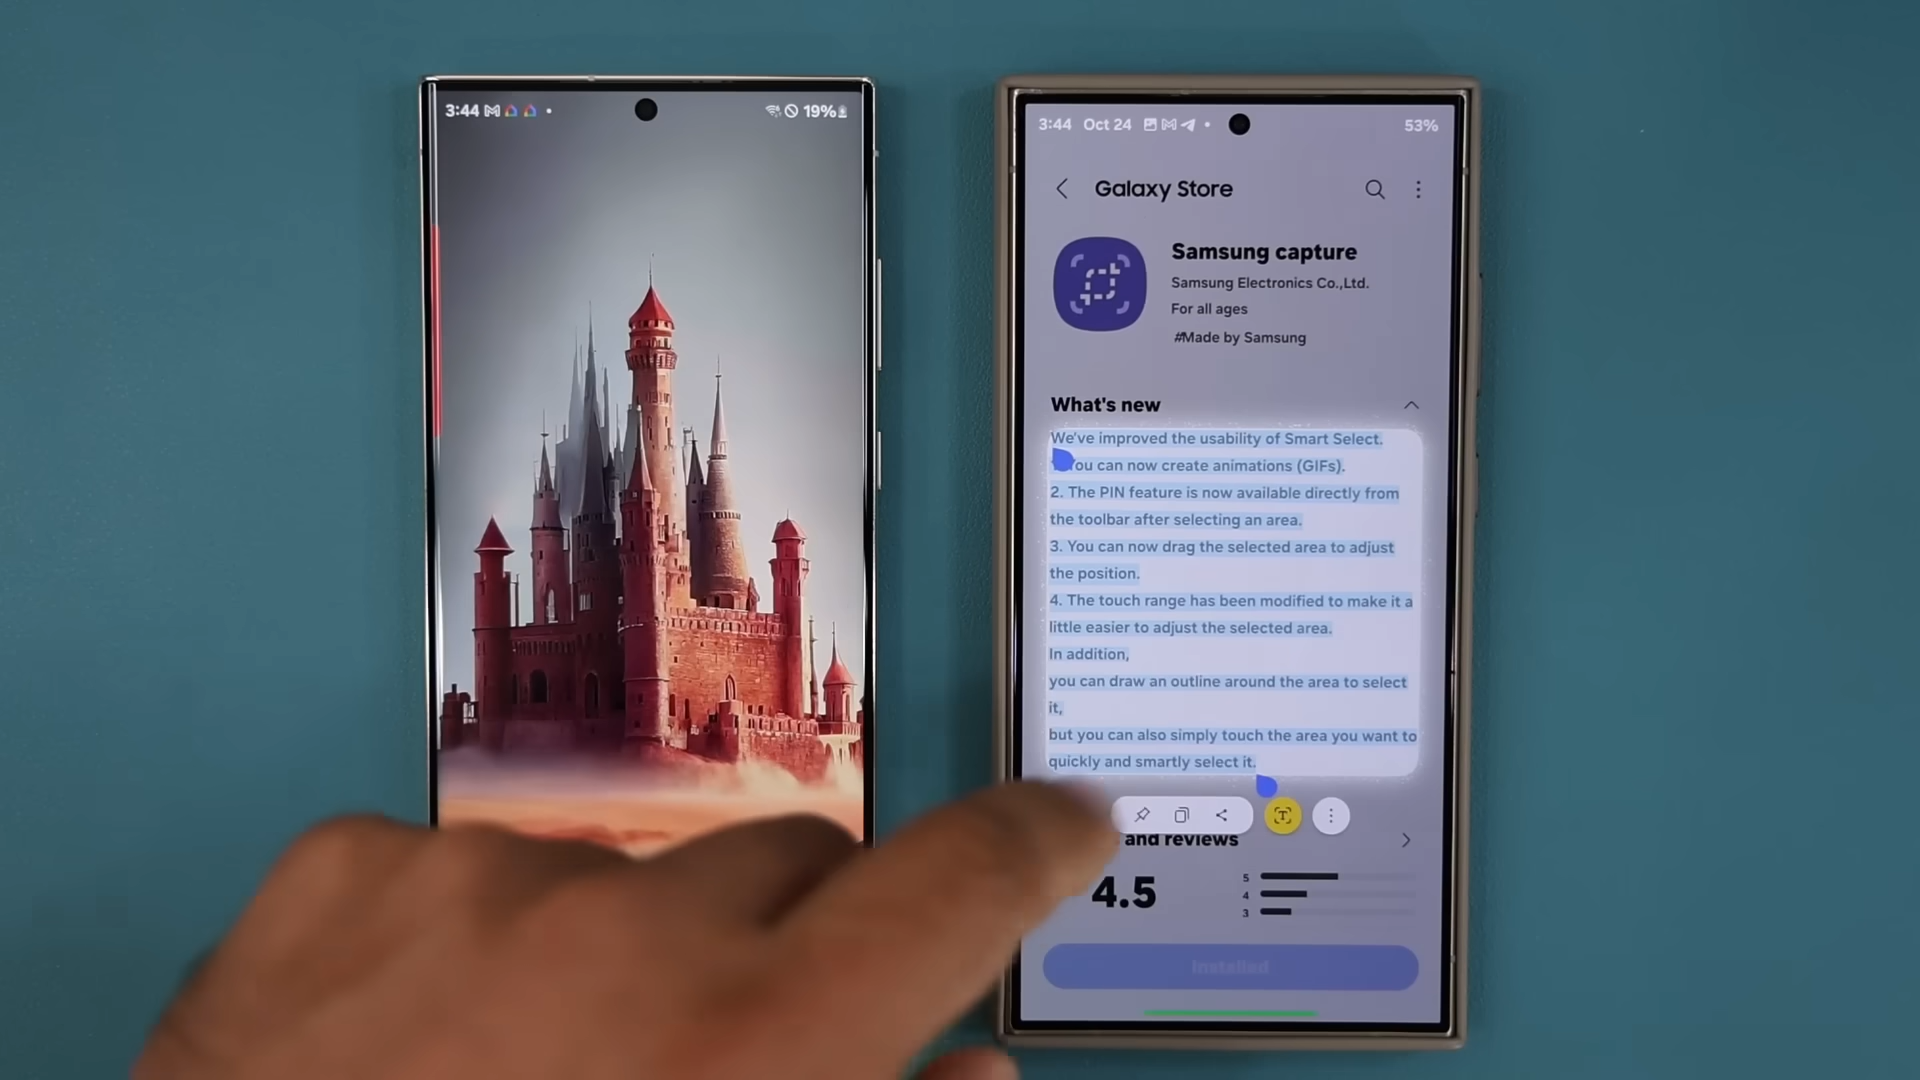 3:44
19%
3:44 Oct 24
53%
Galaxy Store
Samsung capture
Samsung Electronics Co.,Ltd.
For all ages
#Made by Samsung
What's new
We've improved the usability of Smart Select.
You can now create animations (GIFs).
2. The PIN feature is now available directly from
the toolbar after selecting an area.
3. You can now drag the selected area to adjust
the position.
4. The touch range has been modified to make it a
little easier to adjust the selected area.
In addition,
you can draw an outline around the area to select
it,
but you can also simply touch the area you want to
quickly and smartly select it.
T
and reviews
4.5
5
4
3
Installed